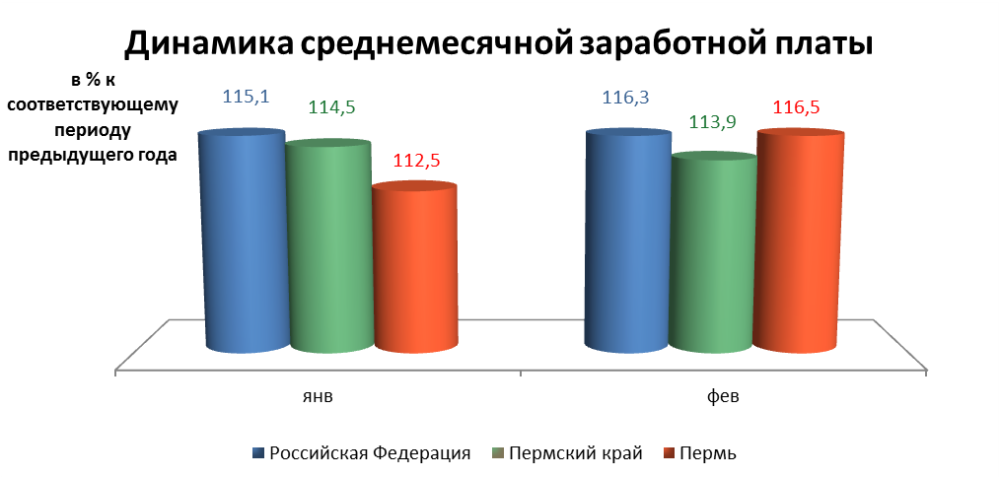 Динамика среднемесячной заработной платы
в % к
соответствующему
периоду
предыдущего года
115,1
114,5
112,5
116,3
113,9
116,5
янв
фев
Российская Федерация
Пермский край
Пермь